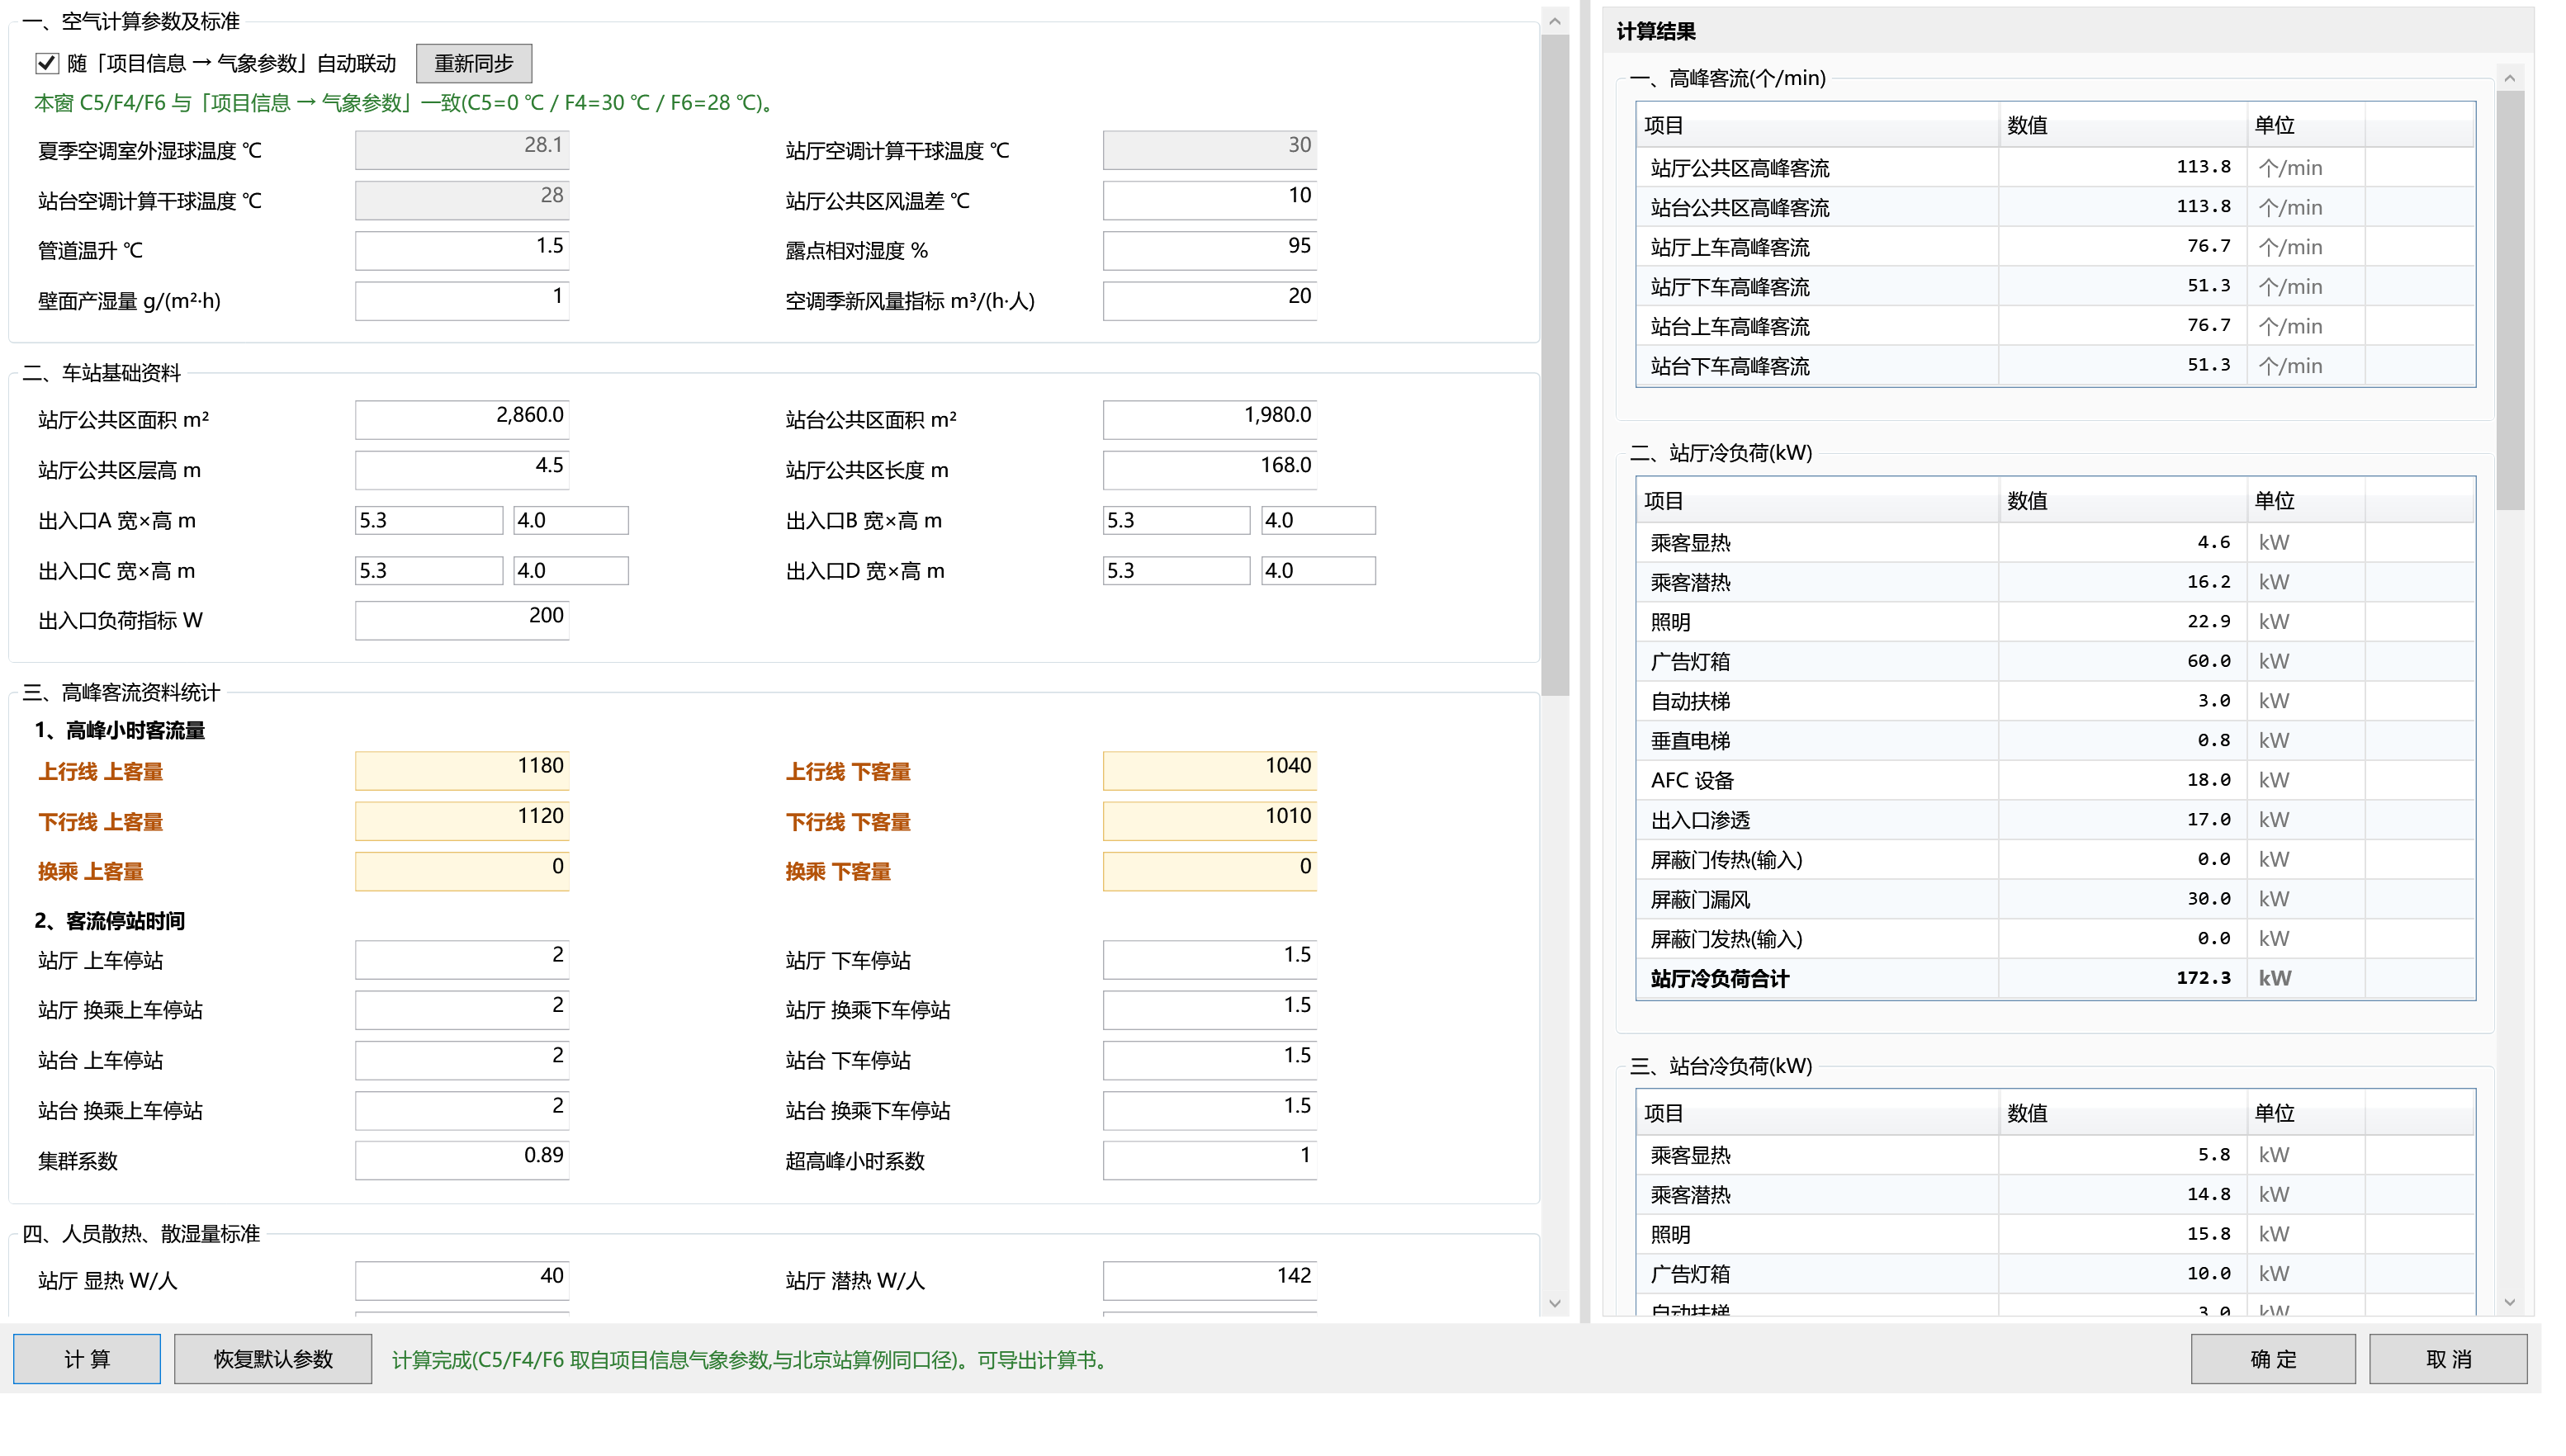 一、空气计算参数及标准
随「项目信息 → 气象参数」自动联动 重新同步
本窗 C5/F4/F6 与「项目信息 → 气象参数」一致(C5=0 ℃ / F4=30 ℃ / F6=28 ℃)。
夏季空调室外湿球温度 ℃ 28.1 站厅空调计算干球温度 ℃ 30
站台空调计算干球温度 ℃ 28 站厅公共区风温差 ℃ 10
管道温升 ℃ 1.5 露点相对湿度 % 95
壁面产湿量 g/(m²·h) 1 空调季新风量指标 m³/(h·人) 20
二、车站基础资料
站厅公共区面积 m² 2,860.0 站台公共区面积 m² 1,980.0
站厅公共区层高 m 4.5 站厅公共区长度 m 168.0
出入口A 宽×高 m 5.3 4.0 出入口B 宽×高 m 5.3 4.0
出入口C 宽×高 m 5.3 4.0 出入口D 宽×高 m 5.3 4.0
出入口负荷指标 W 200
三、高峰客流资料统计
1、高峰小时客流量
上行线 上客量 1180 上行线 下客量 1040
下行线 上客量 1120 下行线 下客量 1010
换乘 上客量 0 换乘 下客量 0
2、客流停站时间
站厅 上车停站 2 站厅 下车停站 1.5
站厅 换乘上车停站 2 站厅 换乘下车停站 1.5
站台 上车停站 2 站台 下车停站 1.5
站台 换乘上车停站 2 站台 换乘下车停站 1.5
集群系数 0.89 超高峰小时系数 1
四、人员散热、散湿量标准
站厅 显热 W/人 40 站厅 潜热 W/人 142
计算结果
一、高峰客流(个/min)
项目 数值 单位
站厅公共区高峰客流 113.8 个/min
站台公共区高峰客流 113.8 个/min
站厅上车高峰客流 76.7 个/min
站厅下车高峰客流 51.3 个/min
站台上车高峰客流 76.7 个/min
站台下车高峰客流 51.3 个/min
二、站厅冷负荷(kW)
项目 数值 单位
乘客显热 4.6 kW
乘客潜热 16.2 kW
照明 22.9 kW
广告灯箱 60.0 kW
自动扶梯 3.0 kW
垂直电梯 0.8 kW
AFC 设备 18.0 kW
出入口渗透 17.0 kW
屏蔽门传热(输入) 0.0 kW
屏蔽门漏风 30.0 kW
屏蔽门发热(输入) 0.0 kW
站厅冷负荷合计 172.3 kW
三、站台冷负荷(kW)
项目 数值 单位
乘客显热 5.8 kW
乘客潜热 14.8 kW
照明 15.8 kW
广告灯箱 10.0 kW
自动扶梯 3.0 kW
计 算 恢复默认参数 计算完成(C5/F4/F6 取自项目信息气象参数,与北京站算例同口径)。可导出计算书。 确 定 取 消